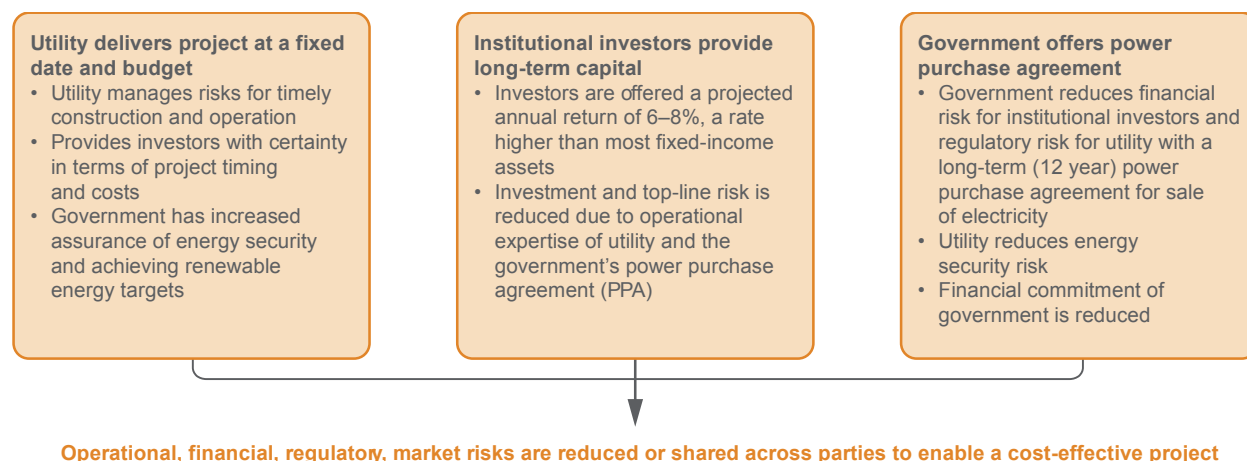 Utility delivers project at a fixed
date and budget
• Utility manages risks for timely
construction and operation
• Provides investors with certainty
in terms of project timing
and costs
• Government has increased
assurance of energy security
and achieving renewable
energy targets
Institutional investors provide
long-term capital
• Investors are offered a projected
annual return of 6–8%, a rate
higher than most fixed-income
assets
• Investment and top-line risk is
reduced due to operational
expertise of utility and the
government’s power purchase
agreement (PPA)
Government offers power
purchase agreement
• Government reduces financial
risk for institutional investors and
regulatory risk for utility with a
long-term (12 year) power
purchase agreement for sale
of electricity
• Utility reduces energy
security risk
• Financial commitment of
government is reduced
Operational, financial, regulatory, market risks are reduced or shared across parties to enable a cost-effective project